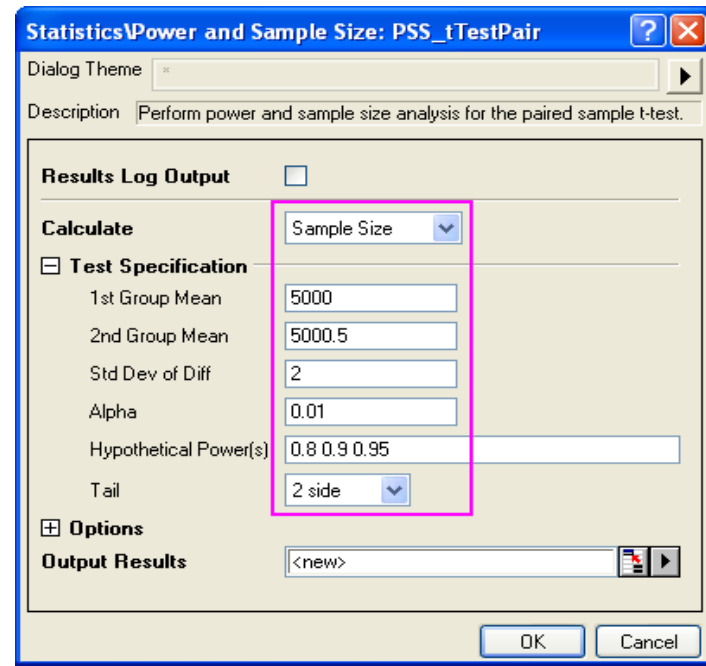 Statistics\Power and Sample Size: PSS_tTestPair
Dialog Theme *
Description Perform power and sample size analysis for the paired sample t-test.
Results Log Output
Calculate Sample Size
Test Specification
1st Group Mean 5000
2nd Group Mean 5000.5
Std Dev of Diff 2
Alpha 0.01
Hypothetical Power(s) 0.8 0.9 0.95
Tail 2 side
Options
Output Results <new>
OK Cancel